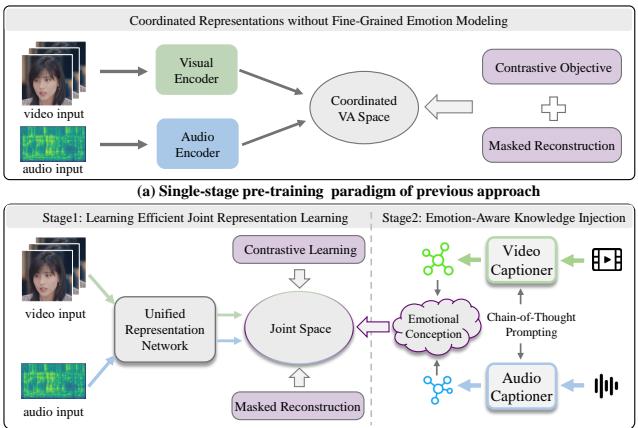 Coordinated Representations without Fine-Grained Emotion Modeling
video input
audio input
Visual
Encoder
Audio
Encoder
Coordinated
VA Space
Contrastive Objective
Masked Reconstruction
(a) Single-stage pre-training paradigm of previous approach
Stage1: Learning Efficient Joint Representation Learning
Stage2: Emotion-Aware Knowledge Injection
video input
audio input
Unified
Representation
Network
Contrastive Learning
Joint Space
Masked Reconstruction
Emotional
Conception
Video
Captioner
Chain-of-Thought
Prompting
Audio
Captioner